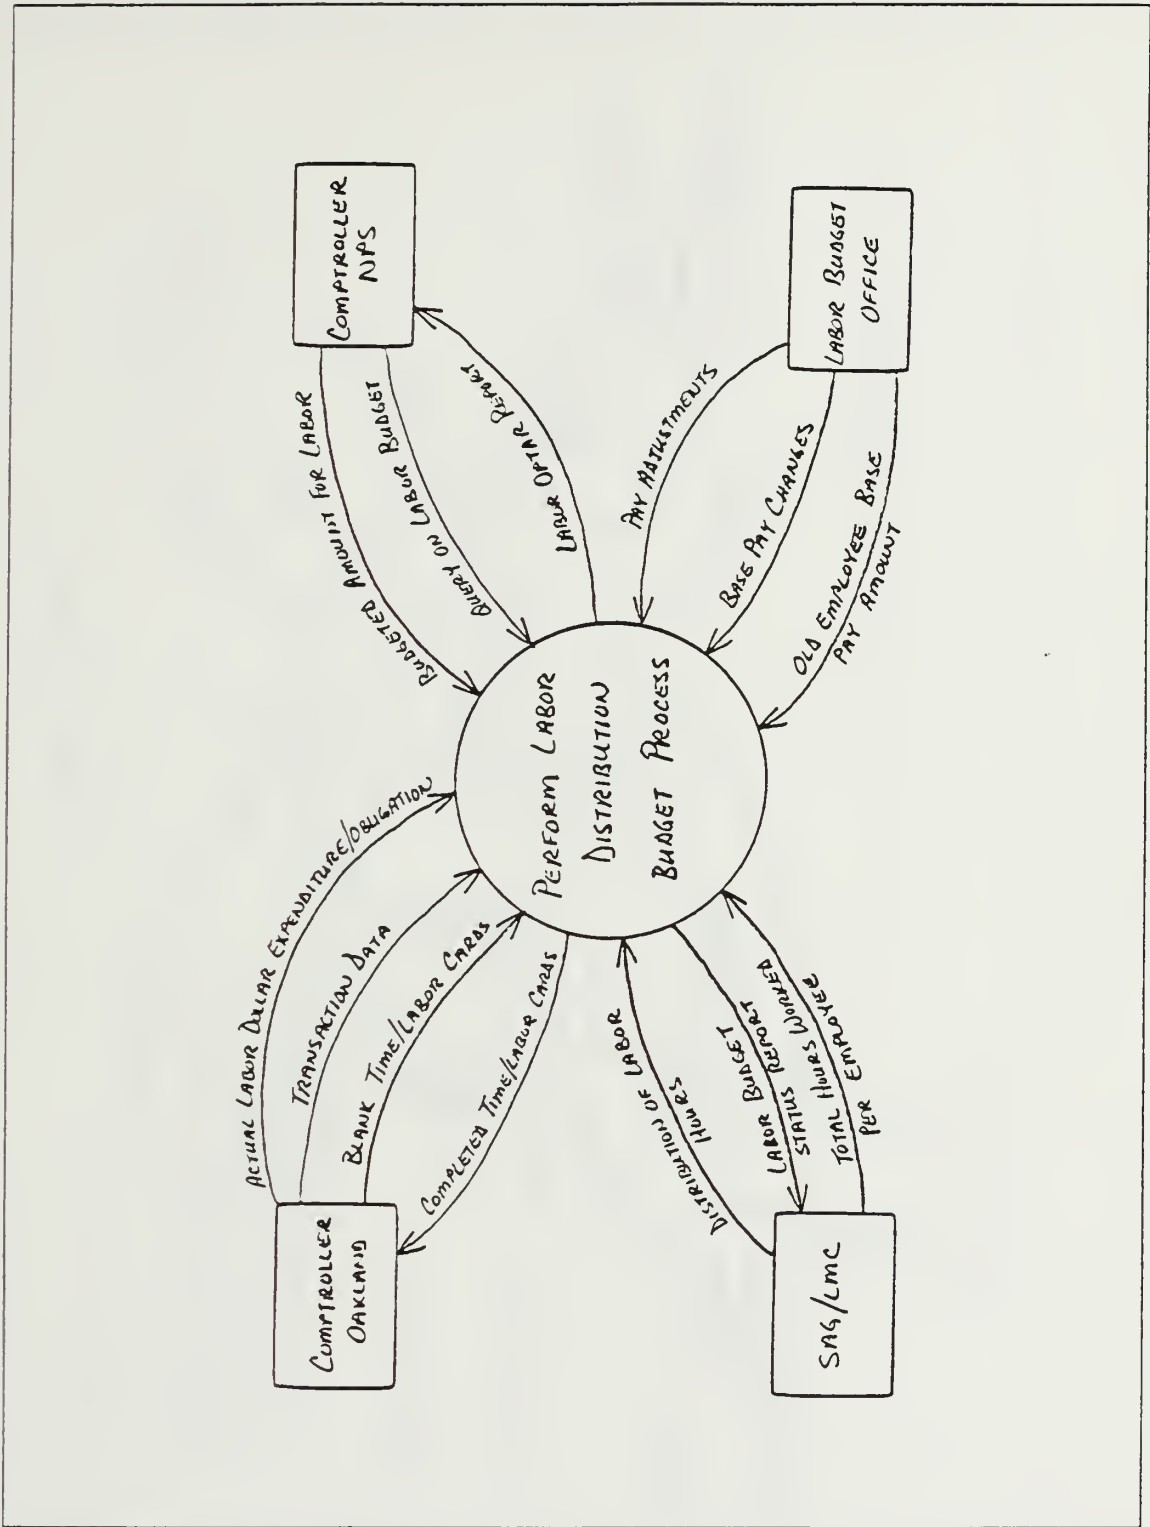 COMPTROLLER
OAKLAND
ACTUAL LABOR DOLLAR EXPENDITURE/OBLIGATION
TRANSACTION DATA
BLANK TIME/LABOR CARDS
COMPLETED TIME/LABOR CARDS
COMPTROLLER
NPS
BUDGETED AMOUNT FOR LABOR
QUERY ON LABOR BUDGET
LABOR OPTAR REPORT
PERFORM LABOR
DISTRIBUTION
BUDGET PROCESS
SAG/LMC
DISTRIBUTION OF LABOR
HOURS
LABOR BUDGET
STATUS REPORT
TOTAL HOURS WORKED
PER EMPLOYEE
LABOR BUDGET
OFFICE
PAY ADJUSTMENTS
BASE PAY CHANGES
OLD EMPLOYEE BASE
PAY AMOUNT